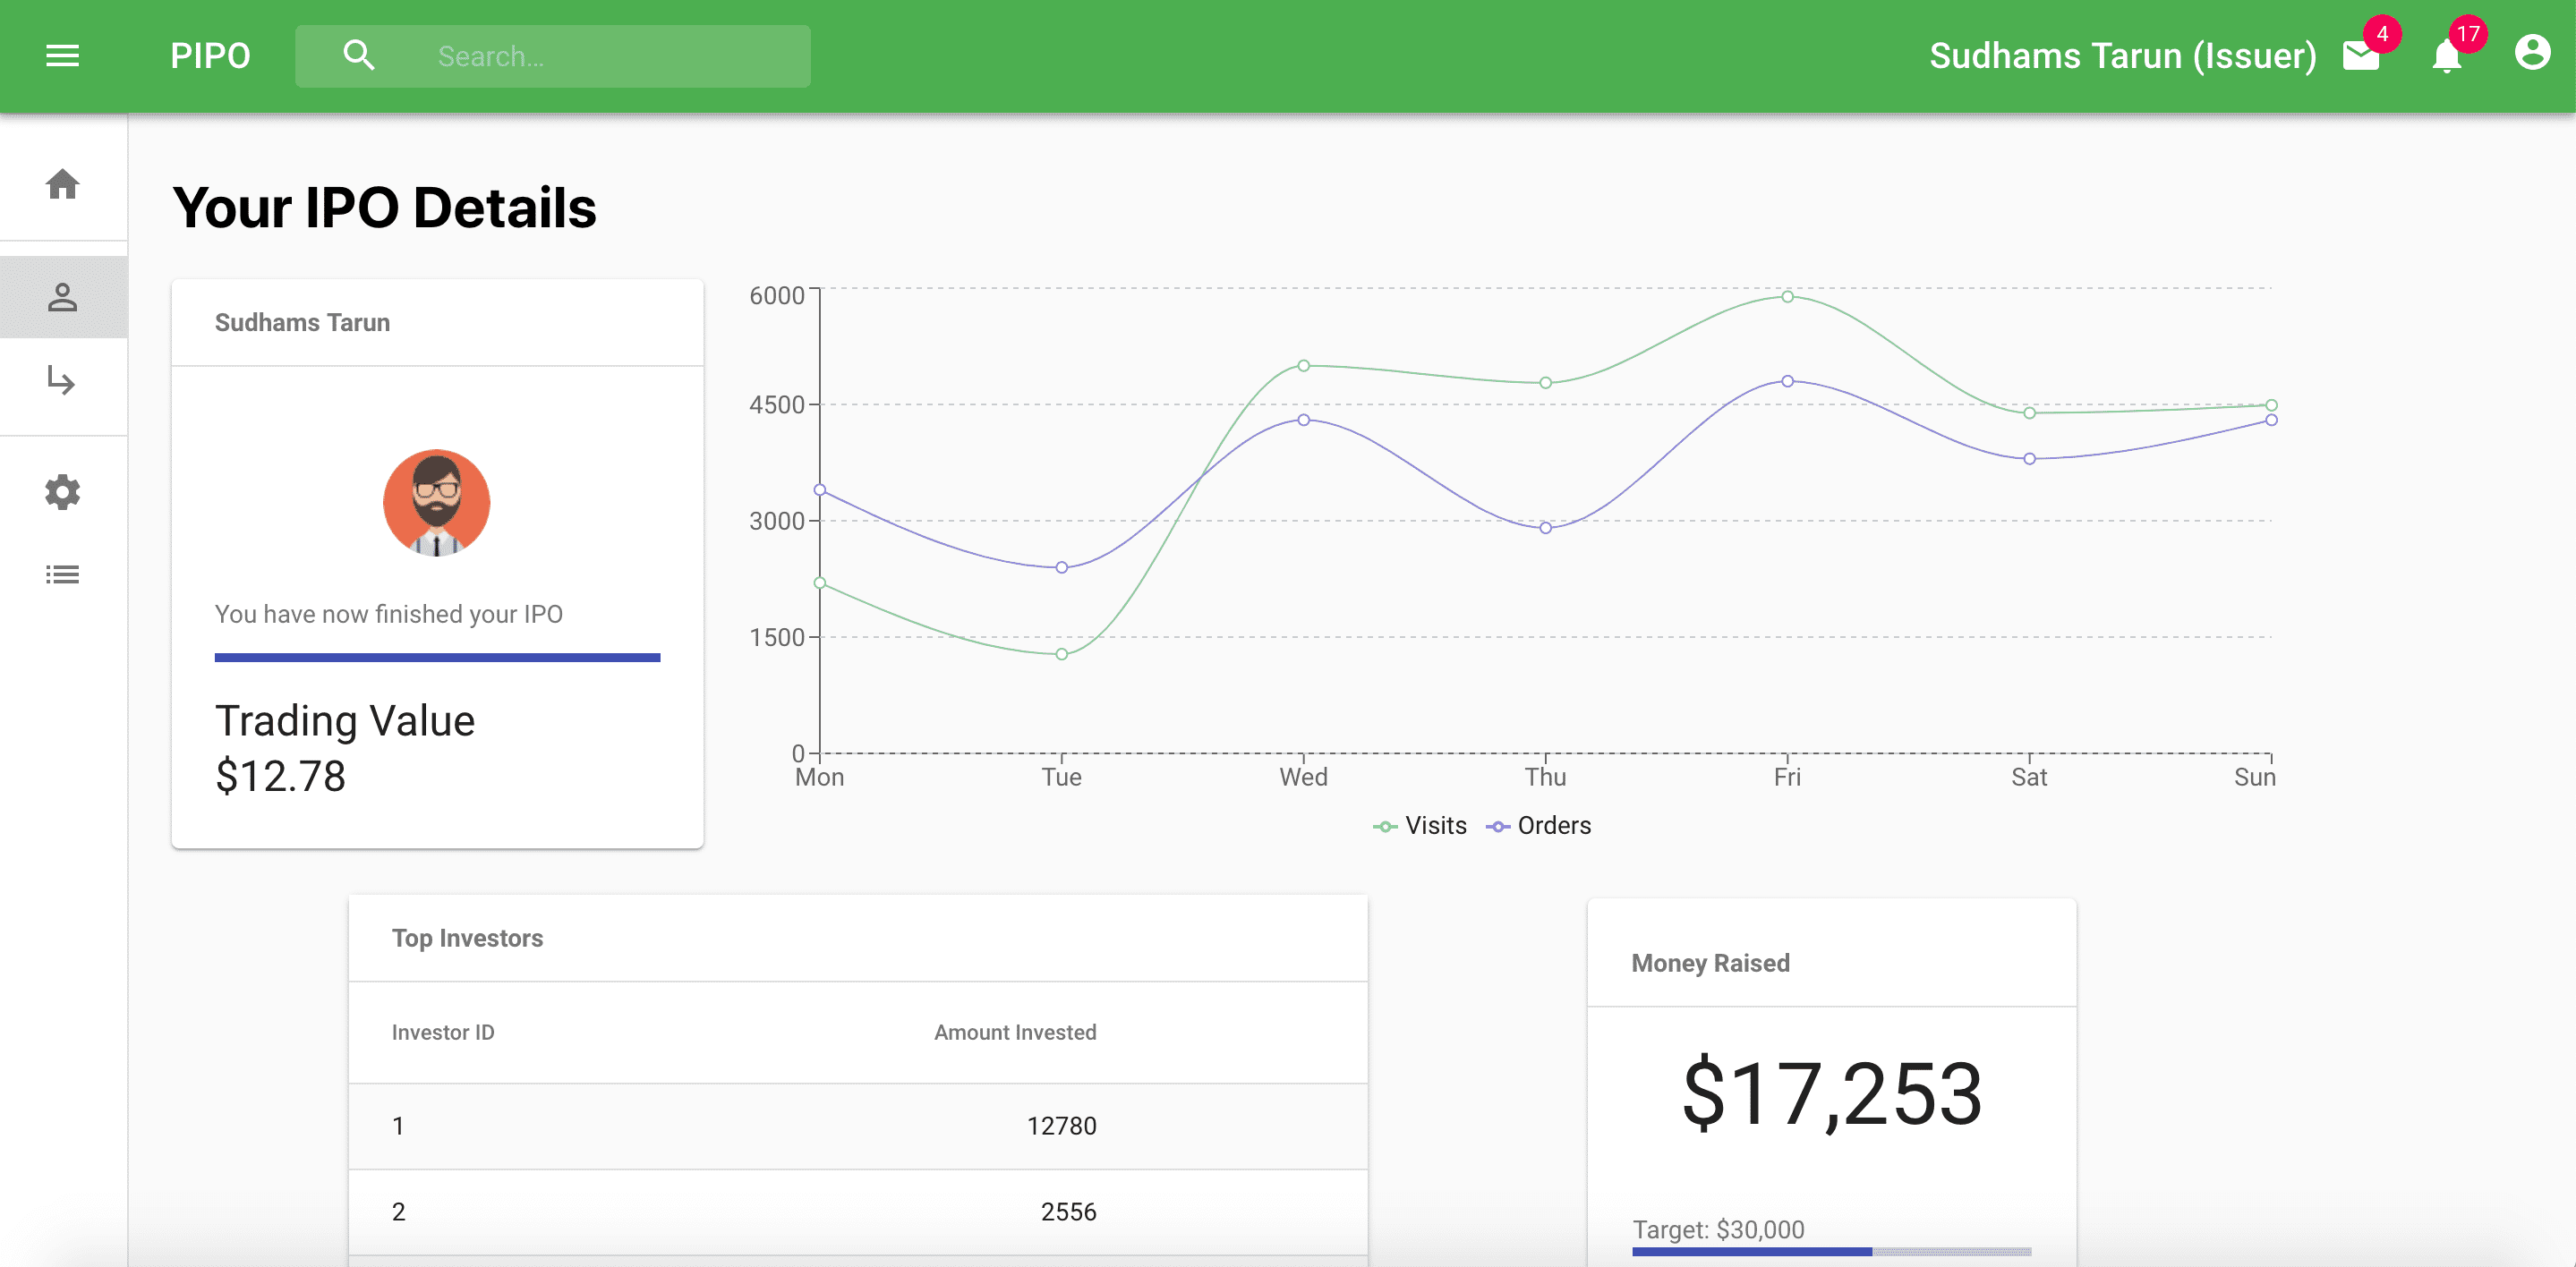 PIPO
Search...
Sudhams Tarun (Issuer)
4
17
Your IPO Details
Sudhams Tarun
You have now finished your IPO
Trading Value
$12.78
6000
4500
3000
1500
0
Mon Tue Wed Thu Fri Sat Sun
Visits Orders
Top Investors
Investor ID Amount Invested
1 12780
2 2556
Money Raised
$17,253
Target: $30,000